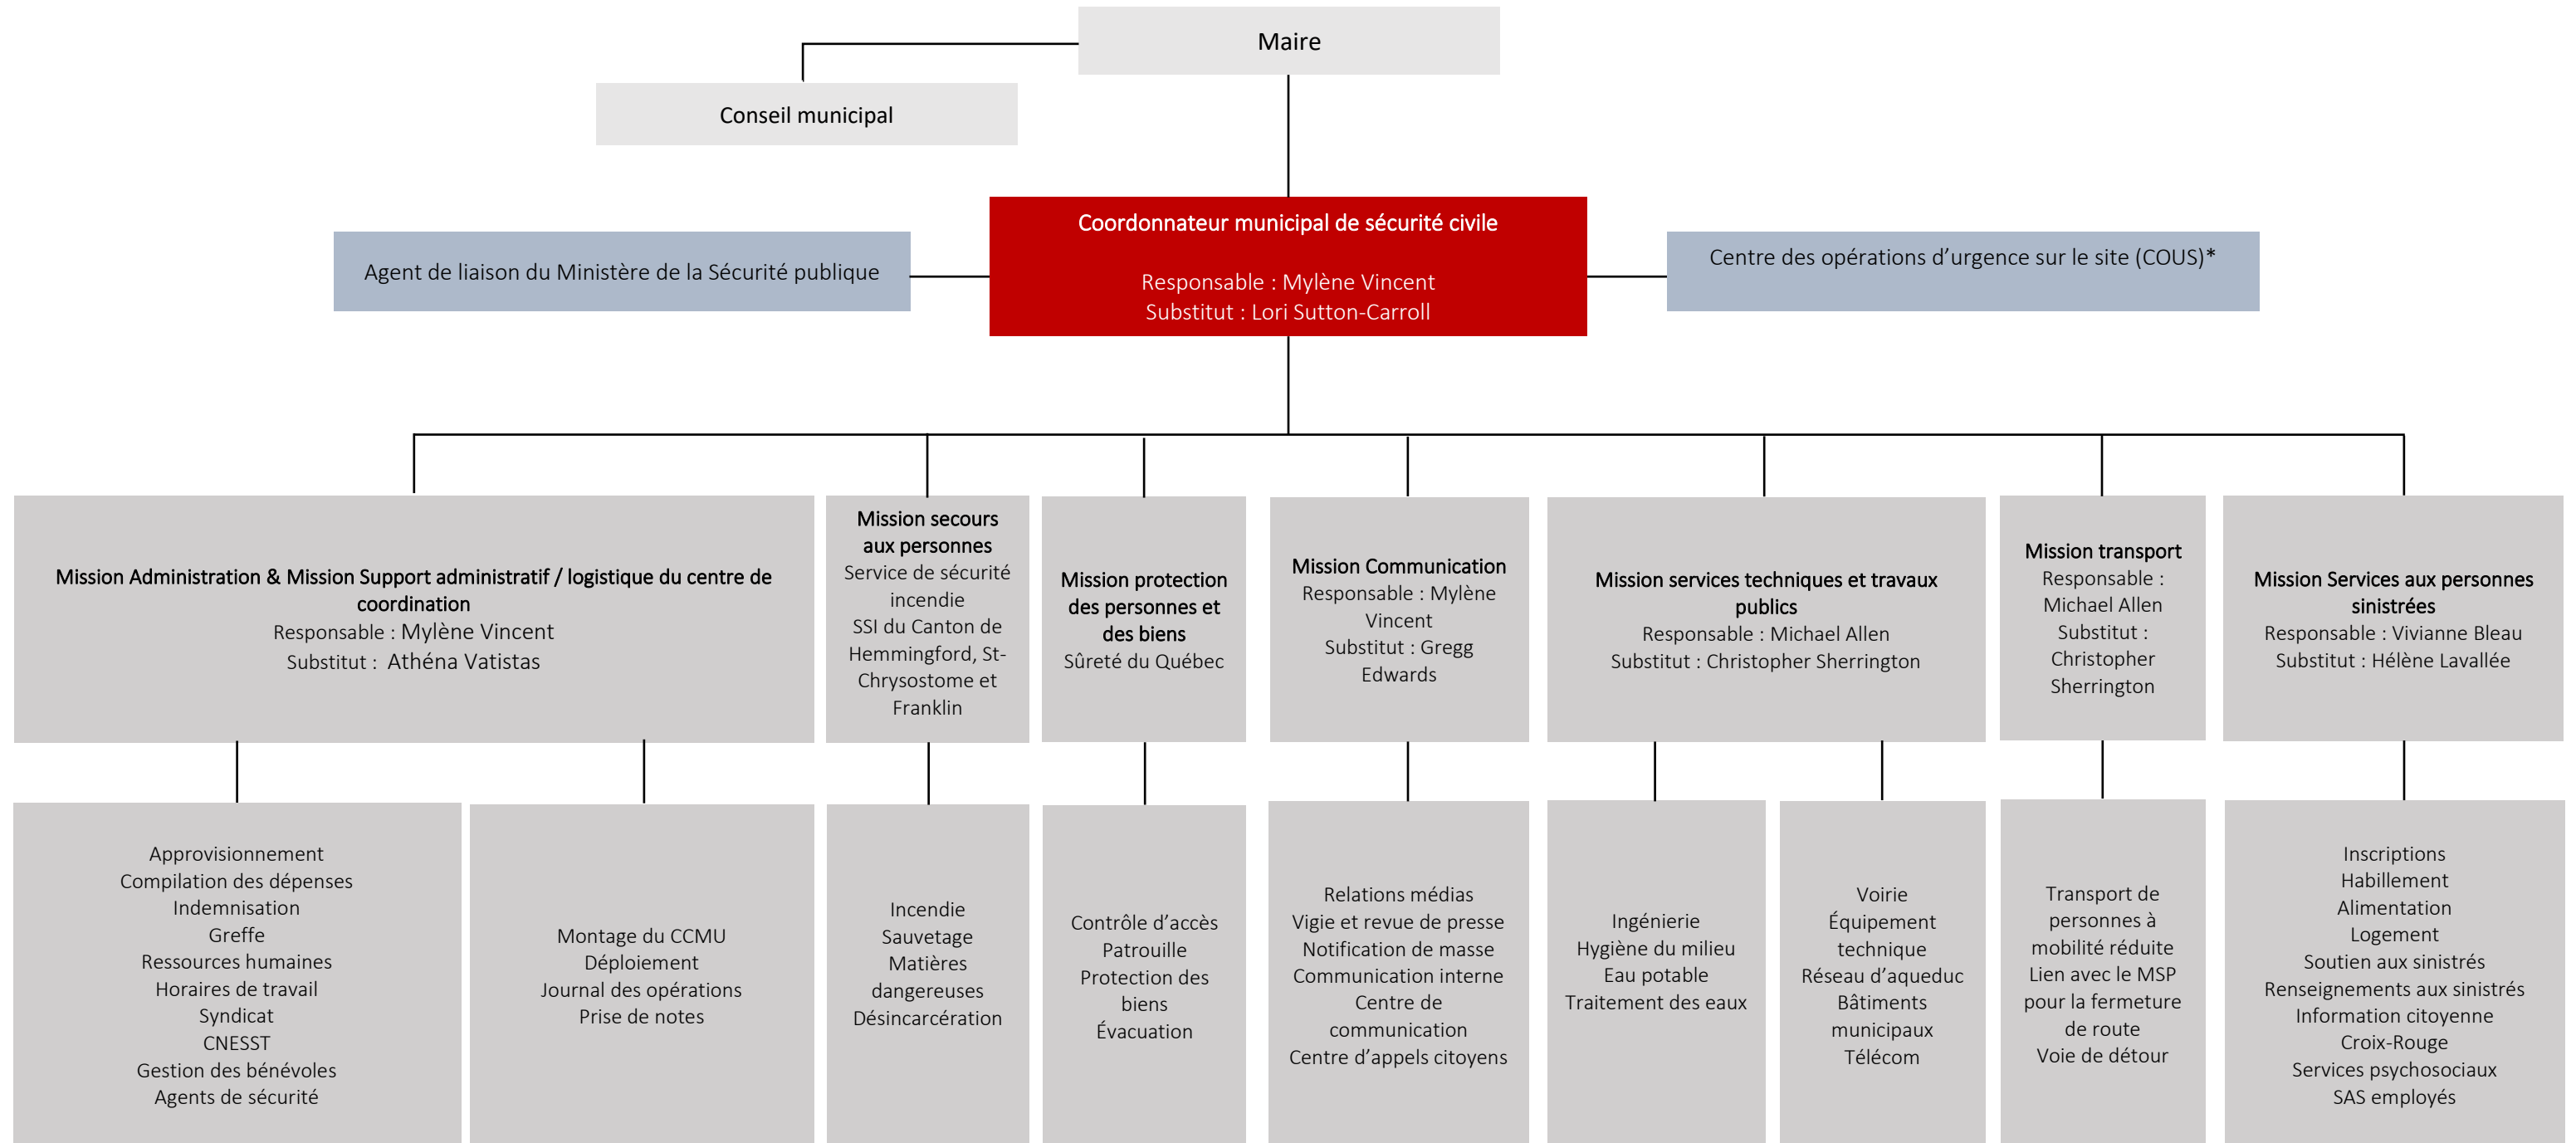 Maire
Conseil municipal
Coordonnateur municipal de sécurité civile
Responsable : Mylène Vincent
Substitut : Lori Sutton-Carroll
Agent de liaison du Ministère de la Sécurité publique
Centre des opérations d’urgence sur le site (COUS)*
Mission Administration & Mission Support administratif / logistique du centre de
coordination
Responsable : Mylène Vincent
Substitut : Athéna Vatistas
Mission secours
aux personnes
Service de sécurité
incendie
SSI du Canton de
Hemmingford, St-
Chrysostome et
Franklin
Mission protection
des personnes et
des biens
Sûreté du Québec
Mission Communication
Responsable : Mylène
Vincent
Substitut : Gregg
Edwards
Mission services techniques et travaux
publics
Responsable : Michael Allen
Substitut : Christopher Sherrington
Mission transport
Responsable :
Michael Allen
Substitut :
Christopher
Sherrington
Mission Services aux personnes
sinistrées
Responsable : Vivianne Bleau
Substitut : Hélène Lavallée
Approvisionnement
Compilation des dépenses
Indemnisation
Greffe
Ressources humaines
Horaires de travail
Syndicat
CNESST
Gestion des bénévoles
Agents de sécurité
Montage du CCMU
Déploiement
Journal des opérations
Prise de notes
Incendie
Sauvetage
Matières
dangereuses
Désincarcération
Contrôle d’accès
Patrouille
Protection des
biens
Évacuation
Relations médias
Vigie et revue de presse
Notification de masse
Communication interne
Centre de
communication
Centre d’appels citoyens
Ingénierie
Hygiène du milieu
Eau potable
Traitement des eaux
Voirie
Équipement
technique
Réseau d’aqueduc
Bâtiments
municipaux
Télécom
Transport de
personnes à
mobilité réduite
Lien avec le MSP
pour la fermeture
de route
Voie de détour
Inscriptions
Habillement
Alimentation
Logement
Soutien aux sinistrés
Renseignements aux sinistrés
Information citoyenne
Croix-Rouge
Services psychosociaux
SAS employés